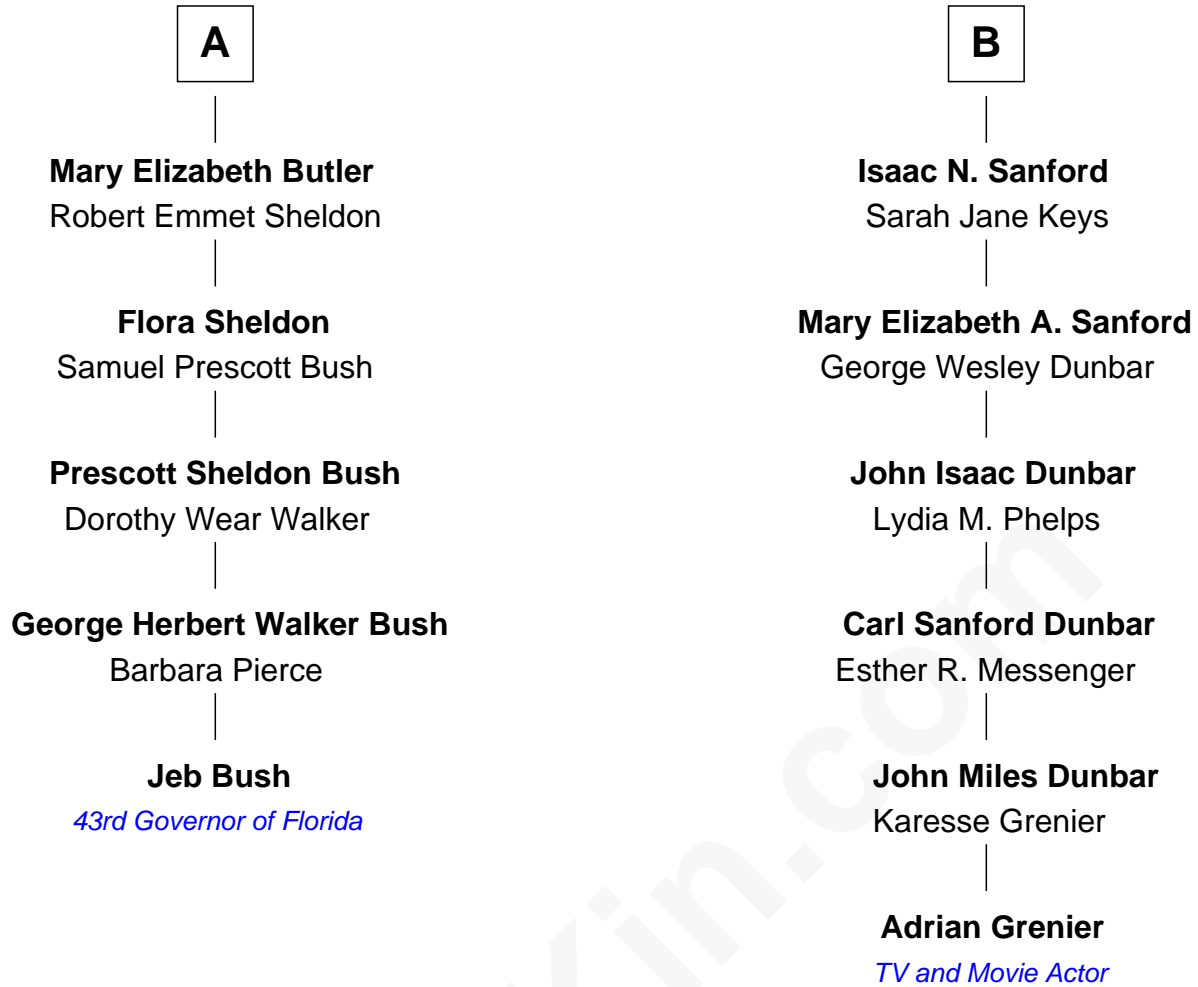 A
Mary Elizabeth Butler
Robert Emmet Sheldon
Flora Sheldon
Samuel Prescott Bush
Prescott Sheldon Bush
Dorothy Wear Walker
George Herbert Walker Bush
Barbara Pierce
Jeb Bush
43rd Governor of Florida
B
Isaac N. Sanford
Sarah Jane Keys
Mary Elizabeth A. Sanford
George Wesley Dunbar
John Isaac Dunbar
Lydia M. Phelps
Carl Sanford Dunbar
Esther R. Messenger
John Miles Dunbar
Karesse Grenier
Adrian Grenier
TV and Movie Actor
Kin.com